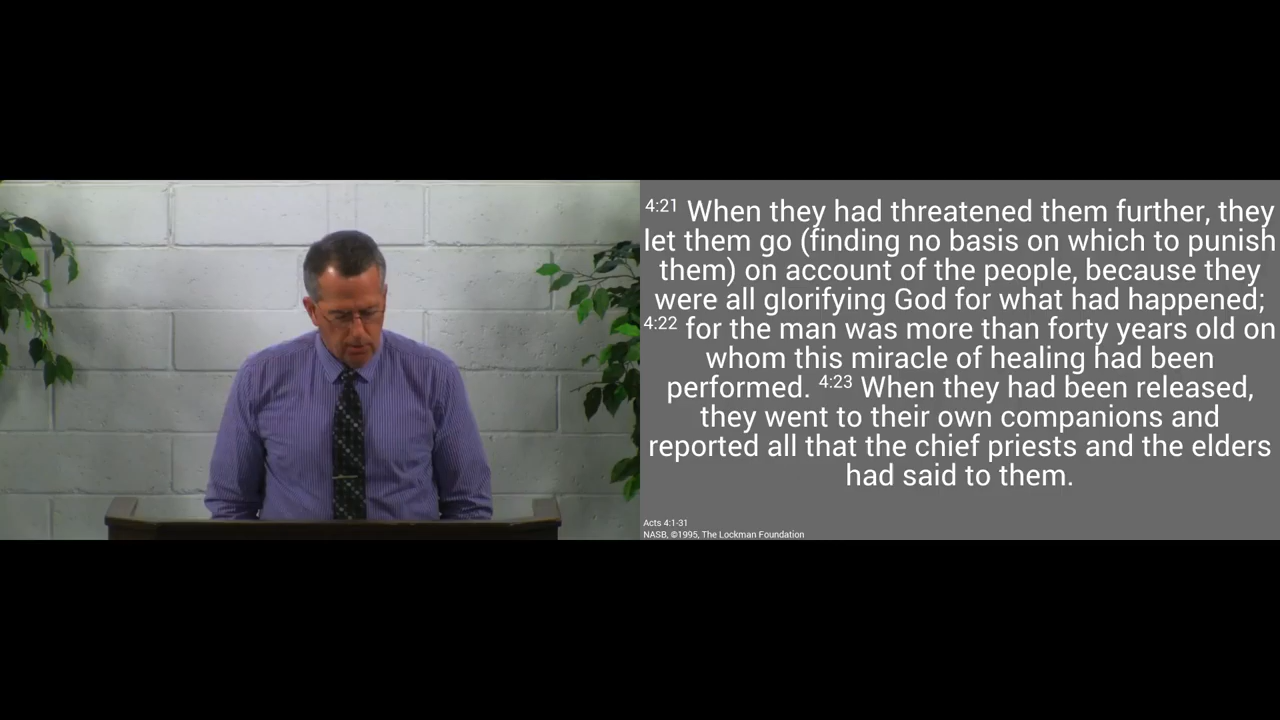 4:21 When they had threatened them further, they
let them go (finding no basis on which to punish
them) on account of the people, because they
were all glorifying God for what had happened;
4:22 for the man was more than forty years old on
whom this miracle of healing had been
performed. 4:23 When they had been released,
they went to their own companions and
reported all that the chief priests and the elders
had said to them.
Acts 4:1-31
NASB, ©1995, The Lockman Foundation